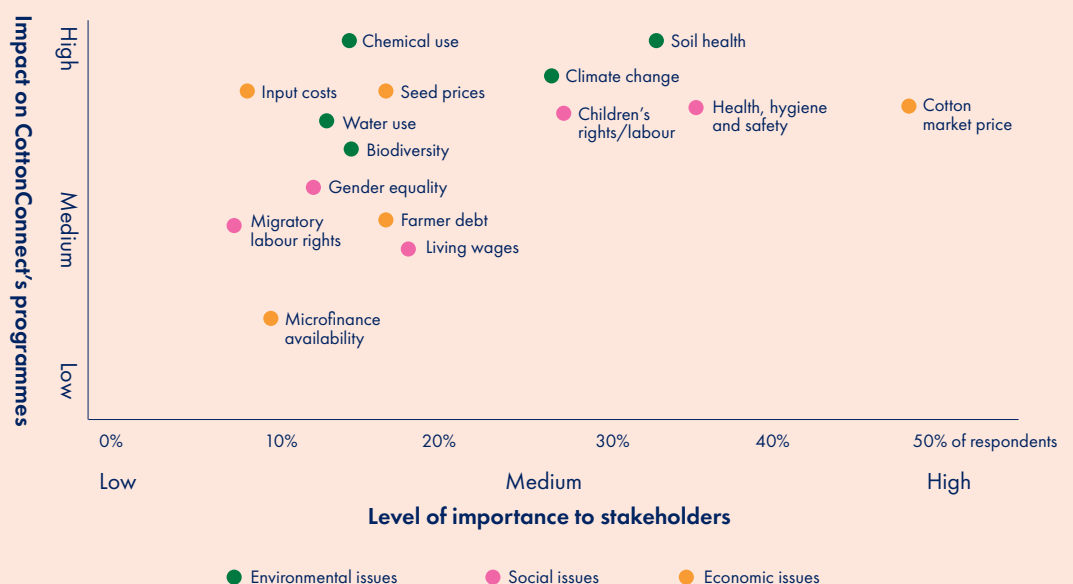 Impact on CottonConnect's programmes
High
Medium
Low
Chemical use
Soil health
Climate change
Input costs
Seed prices
Children's
rights/labour
Health, hygiene
and safety
Cotton
market price
Water use
Biodiversity
Gender equality
Migratory
labour rights
Farmer debt
Living wages
Microfinance
availability
0%
10%
20%
30%
40%
50% of respondents
Low
Medium
High
Level of importance to stakeholders
Environmental issues
Social issues
Economic issues